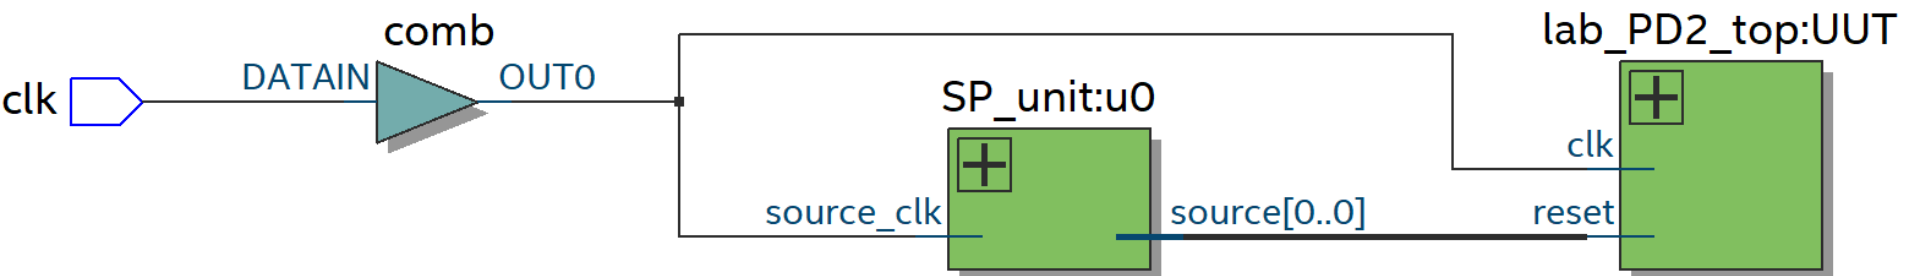 comb
lab_PD2_top:UUT
clk
DATAIN
OUT0
SP_unit:u0
clk
source_clk
source[0..0]
reset